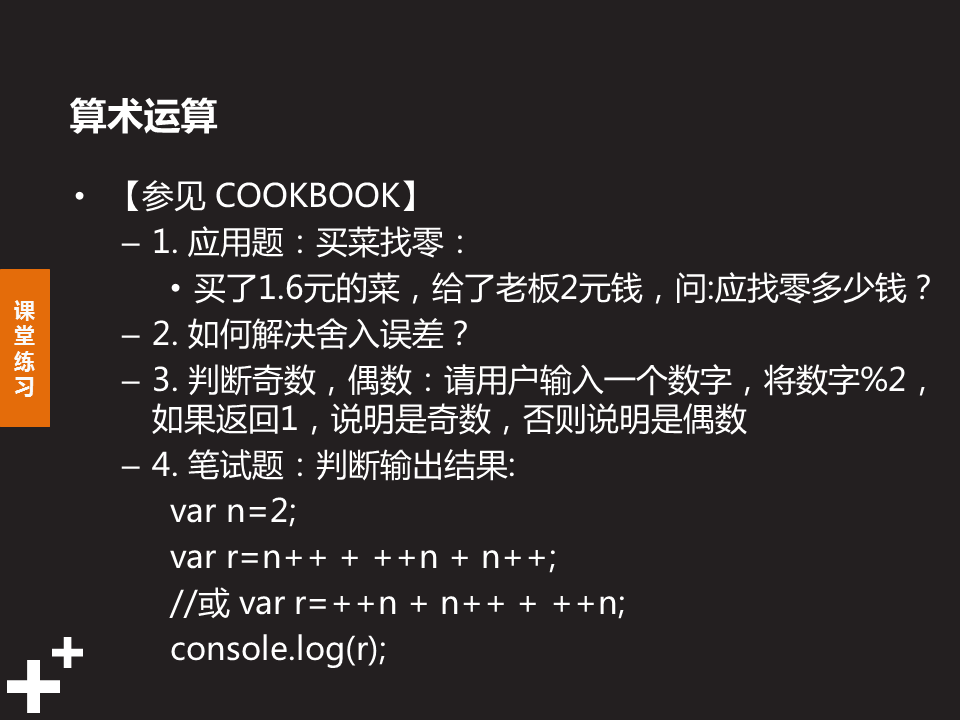 算术运算
• 【参见 COOKBOOK】
– 1. 应用题：买菜找零：
• 买了1.6元的菜，给了老板2元钱，问:应找零多少钱？
– 2. 如何解决舍入误差？
– 3. 判断奇数，偶数：请用户输入一个数字，将数字%2，
如果返回1，说明是奇数，否则说明是偶数
– 4. 笔试题：判断输出结果:
var n=2;
var r=n++ + ++n + n++;
//或 var r=++n + n++ + ++n;
console.log(r);
课
堂
练
习